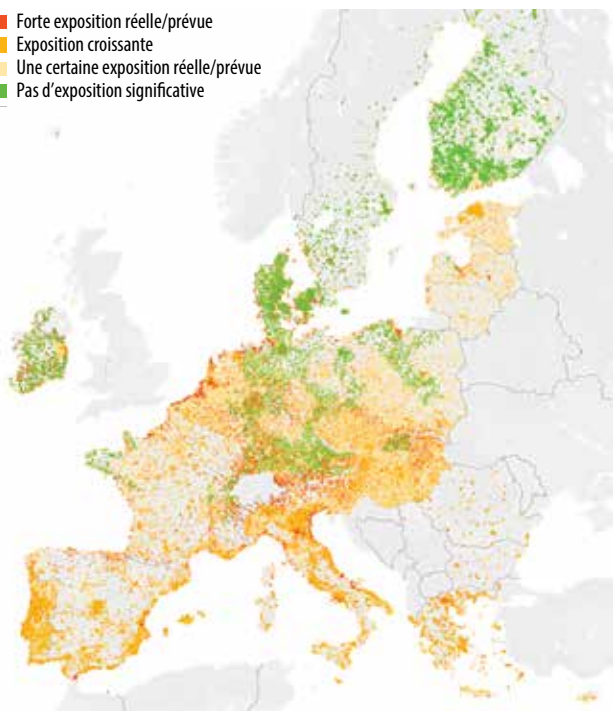 Forte exposition réelle/prévue
Exposition croissante
Une certaine exposition réelle/prévue
Pas d'exposition significative